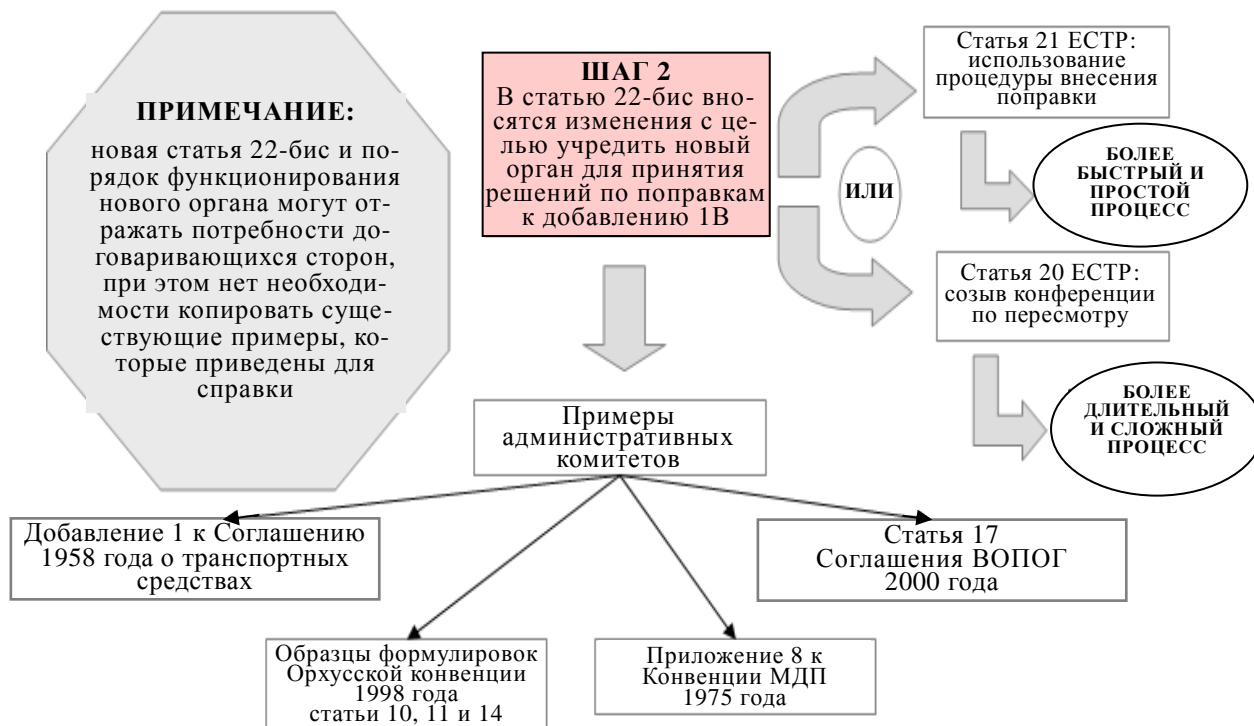 ПРИМЕЧАНИЕ:
новая статья 22-бис и по-
рядок функционирования
нового органа могут от-
ражать потребности до-
говаривающихся сторон,
при этом нет необходи-
мости копировать суще-
ствующие примеры, ко-
торые приведены для
справки
ШАГ 2
В статью 22-бис вно-
сятся изменения с це-
лью учредить новый
орган для принятия
решений по поправкам
к добавлению 1В
ИЛИ
Статья 21 ЕСТР:
использование
процедуры внесения
поправки
БОЛЕЕ
БЫСТРЫЙ И
ПРОСТОЙ
ПРОЦЕСС
Статья 20 ЕСТР:
созыв конференции
по пересмотру
БОЛЕЕ
ДЛИТЕЛЬНЫЙ
И СЛОЖНЫЙ
ПРОЦЕСС
Примеры
административных
комитетов
Добавление 1 к Соглашению
1958 года о транспортных
средствах
Образцы формулировок
Орхусской конвенции
1998 года
статьи 10, 11 и 14
Приложение 8 к
Конвенции МДП
1975 года
Статья 17
Соглашения ВОПОГ
2000 года